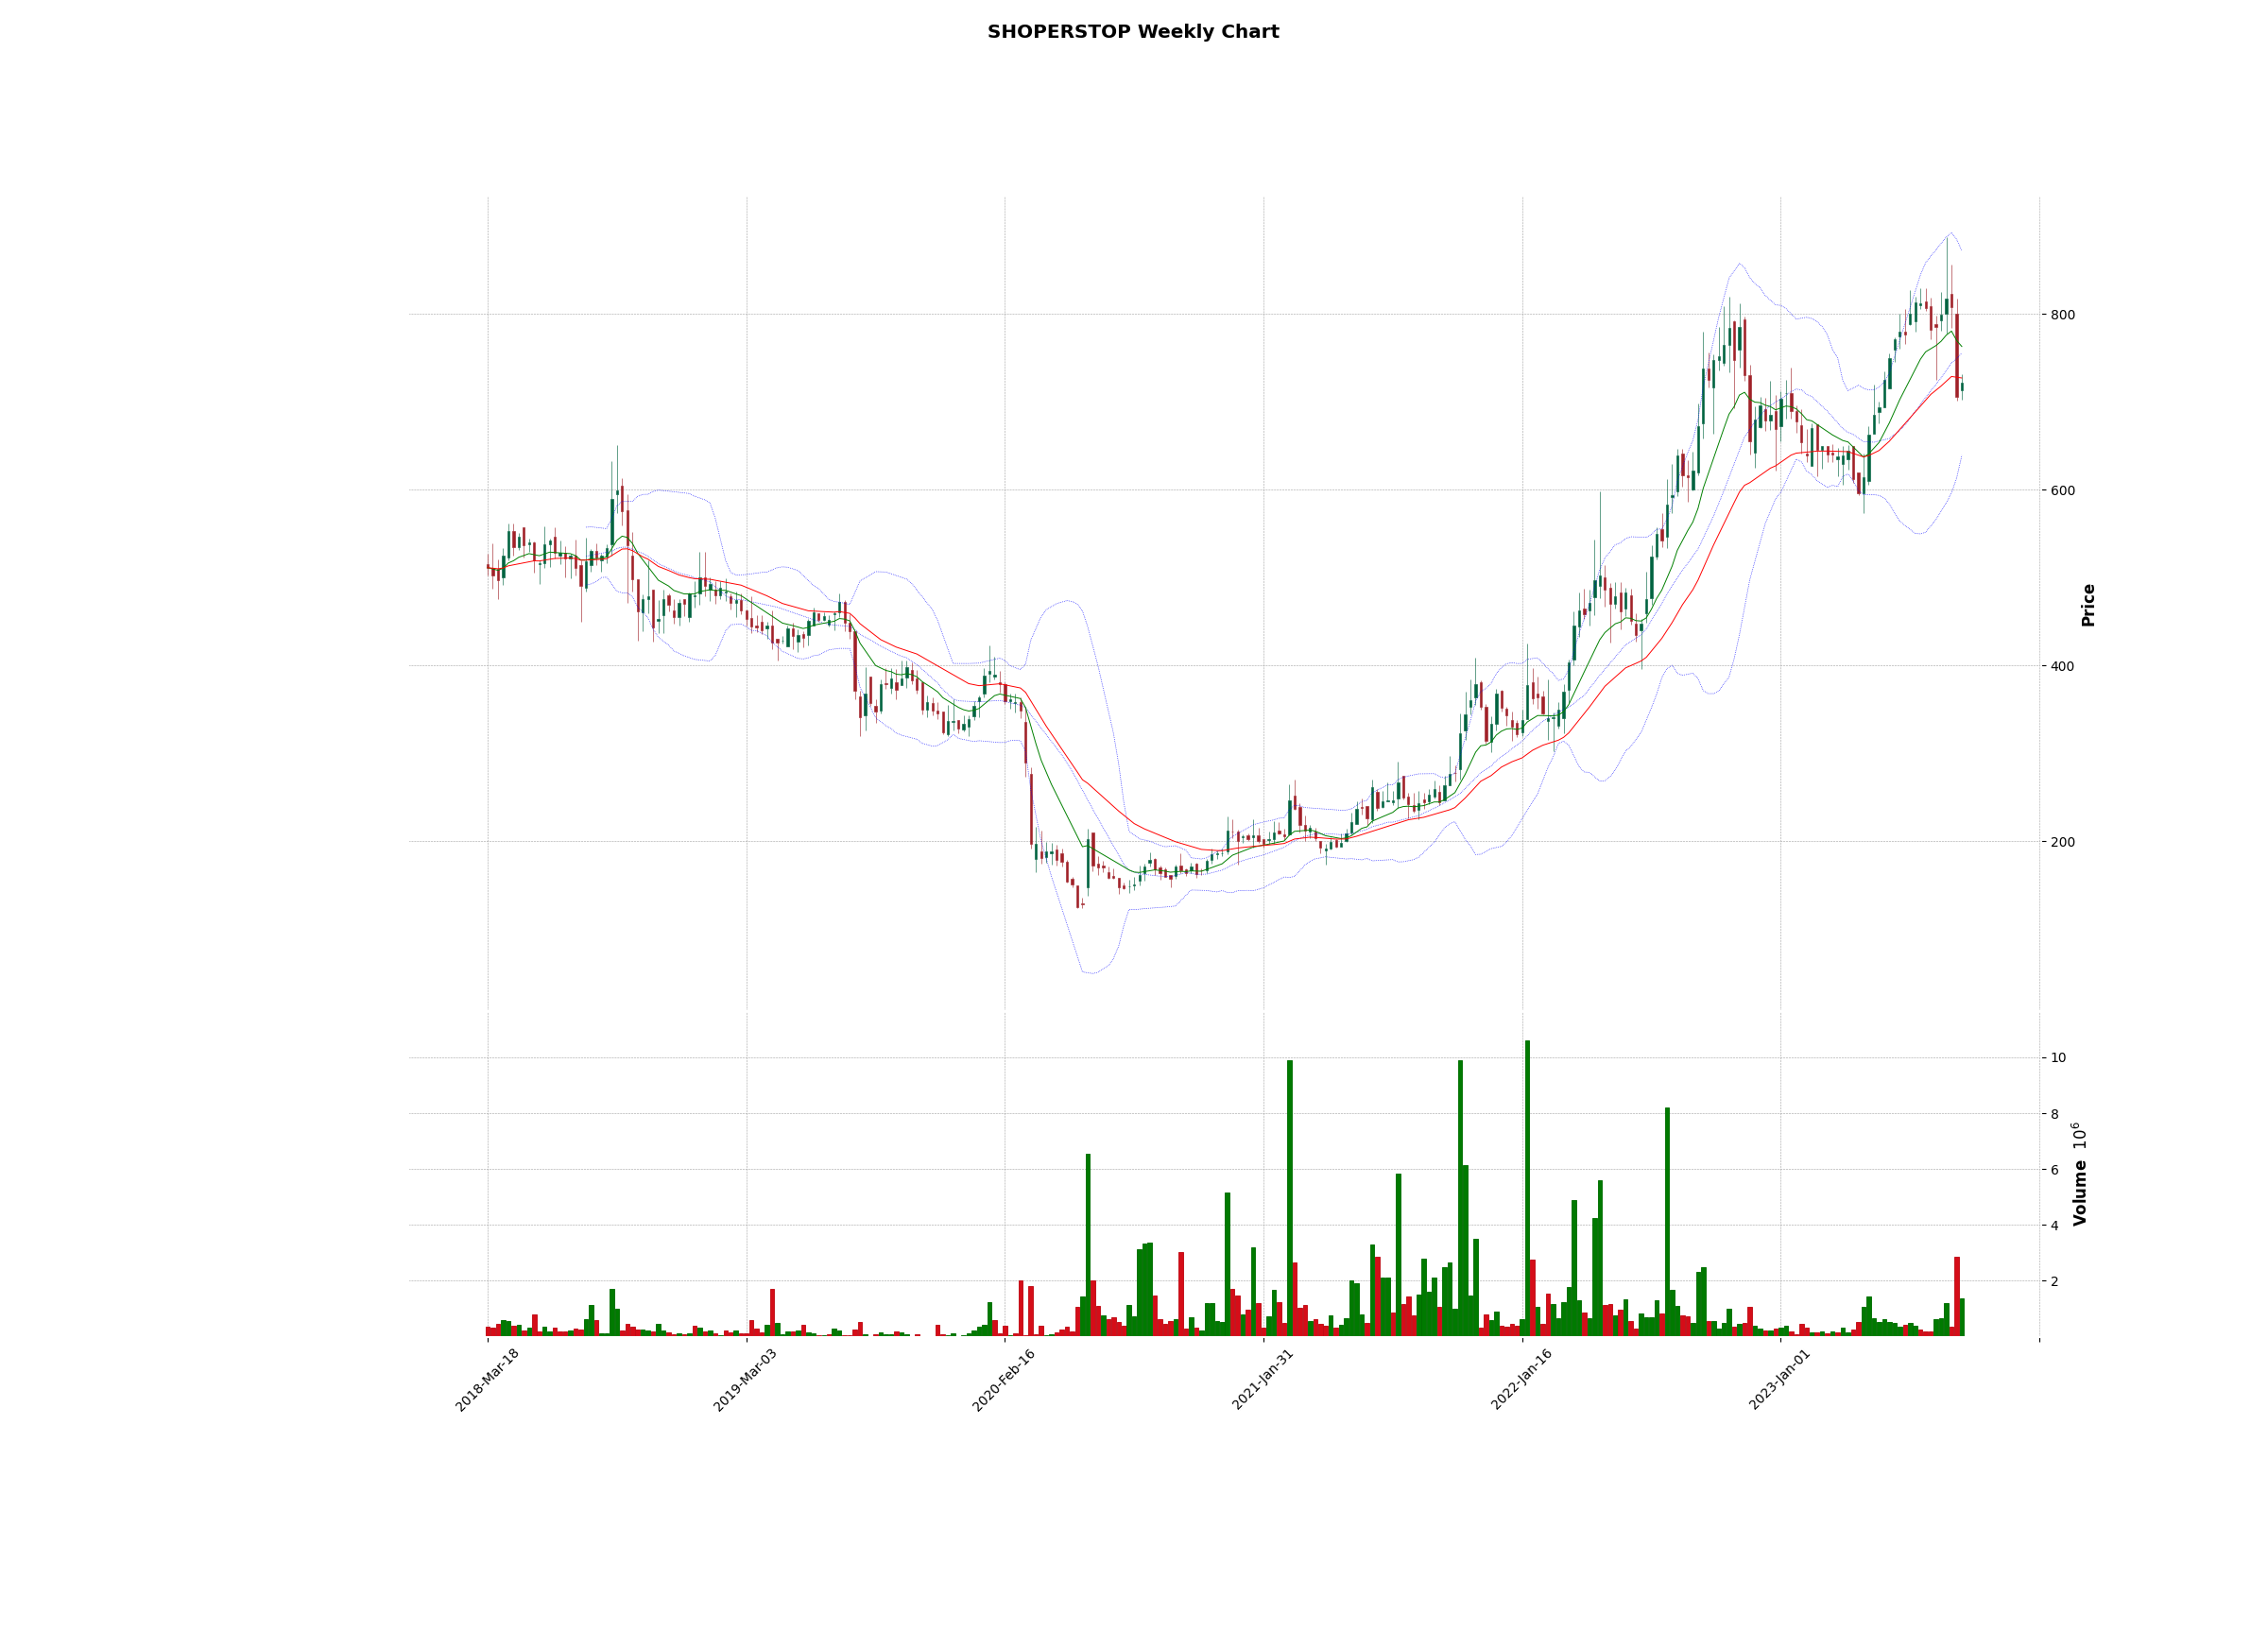 SHOPERSTOP Weekly Chart
800
600
400
200
Price
10
8
6
4
2
Volume 10^6
2018-Mar-18
2019-Mar-03
2020-Feb-16
2021-Jan-31
2022-Jan-16
2023-Jan-01